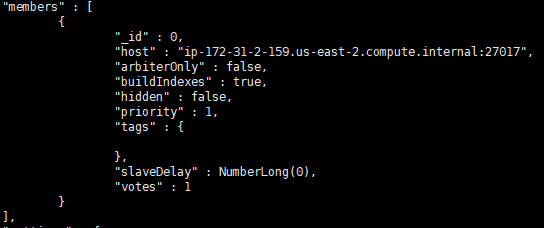 "members" : [
{
"_id" : 0,
"host" : "ip-172-31-2-159.us-east-2.compute.internal:27017",
"arbiterOnly" : false,
"buildIndexes" : true,
"hidden" : false,
"priority" : 1,
"tags" : {
},
"slaveDelay" : NumberLong(0),
"votes" : 1
}
],